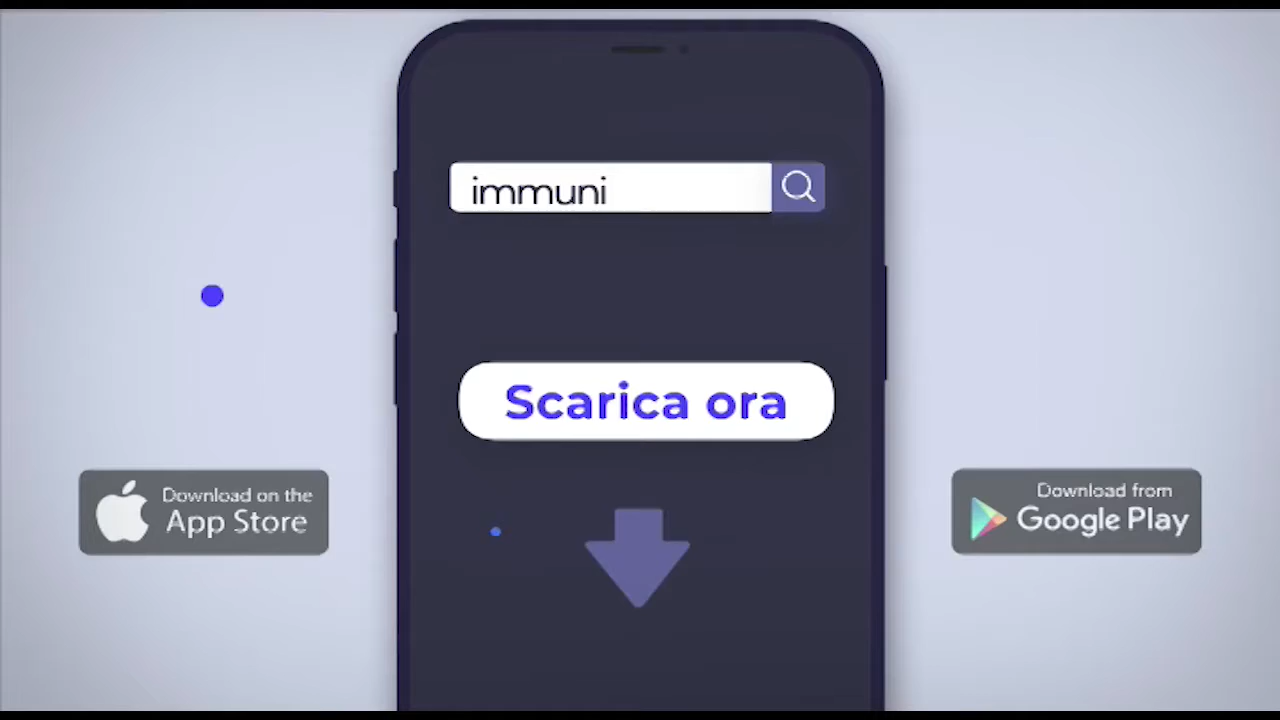 immuni
Scarica ora
Download on the
App Store
Download from
Google Play